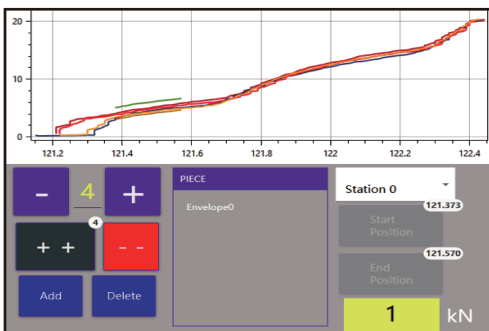 20
10
0
121.2 121.4 121.6 121.8 122 122.2 122.4
- 4 +
PIECE
Envelope0
Station 0
121.373
Start
Position
4
+ +
- -
121.570
End
Position
Add
Delete
1 kN